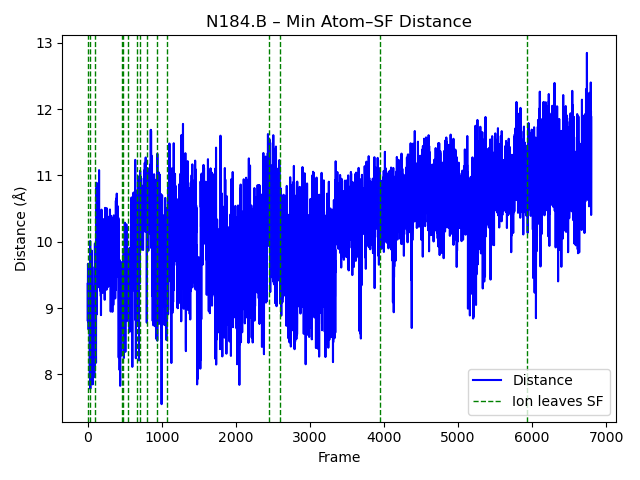 N184.B – Min Atom–SF Distance
Distance (Å)
13
12
11
10
9
8
0 1000 2000 3000 4000 5000 6000 7000
Frame
Distance
Ion leaves SF